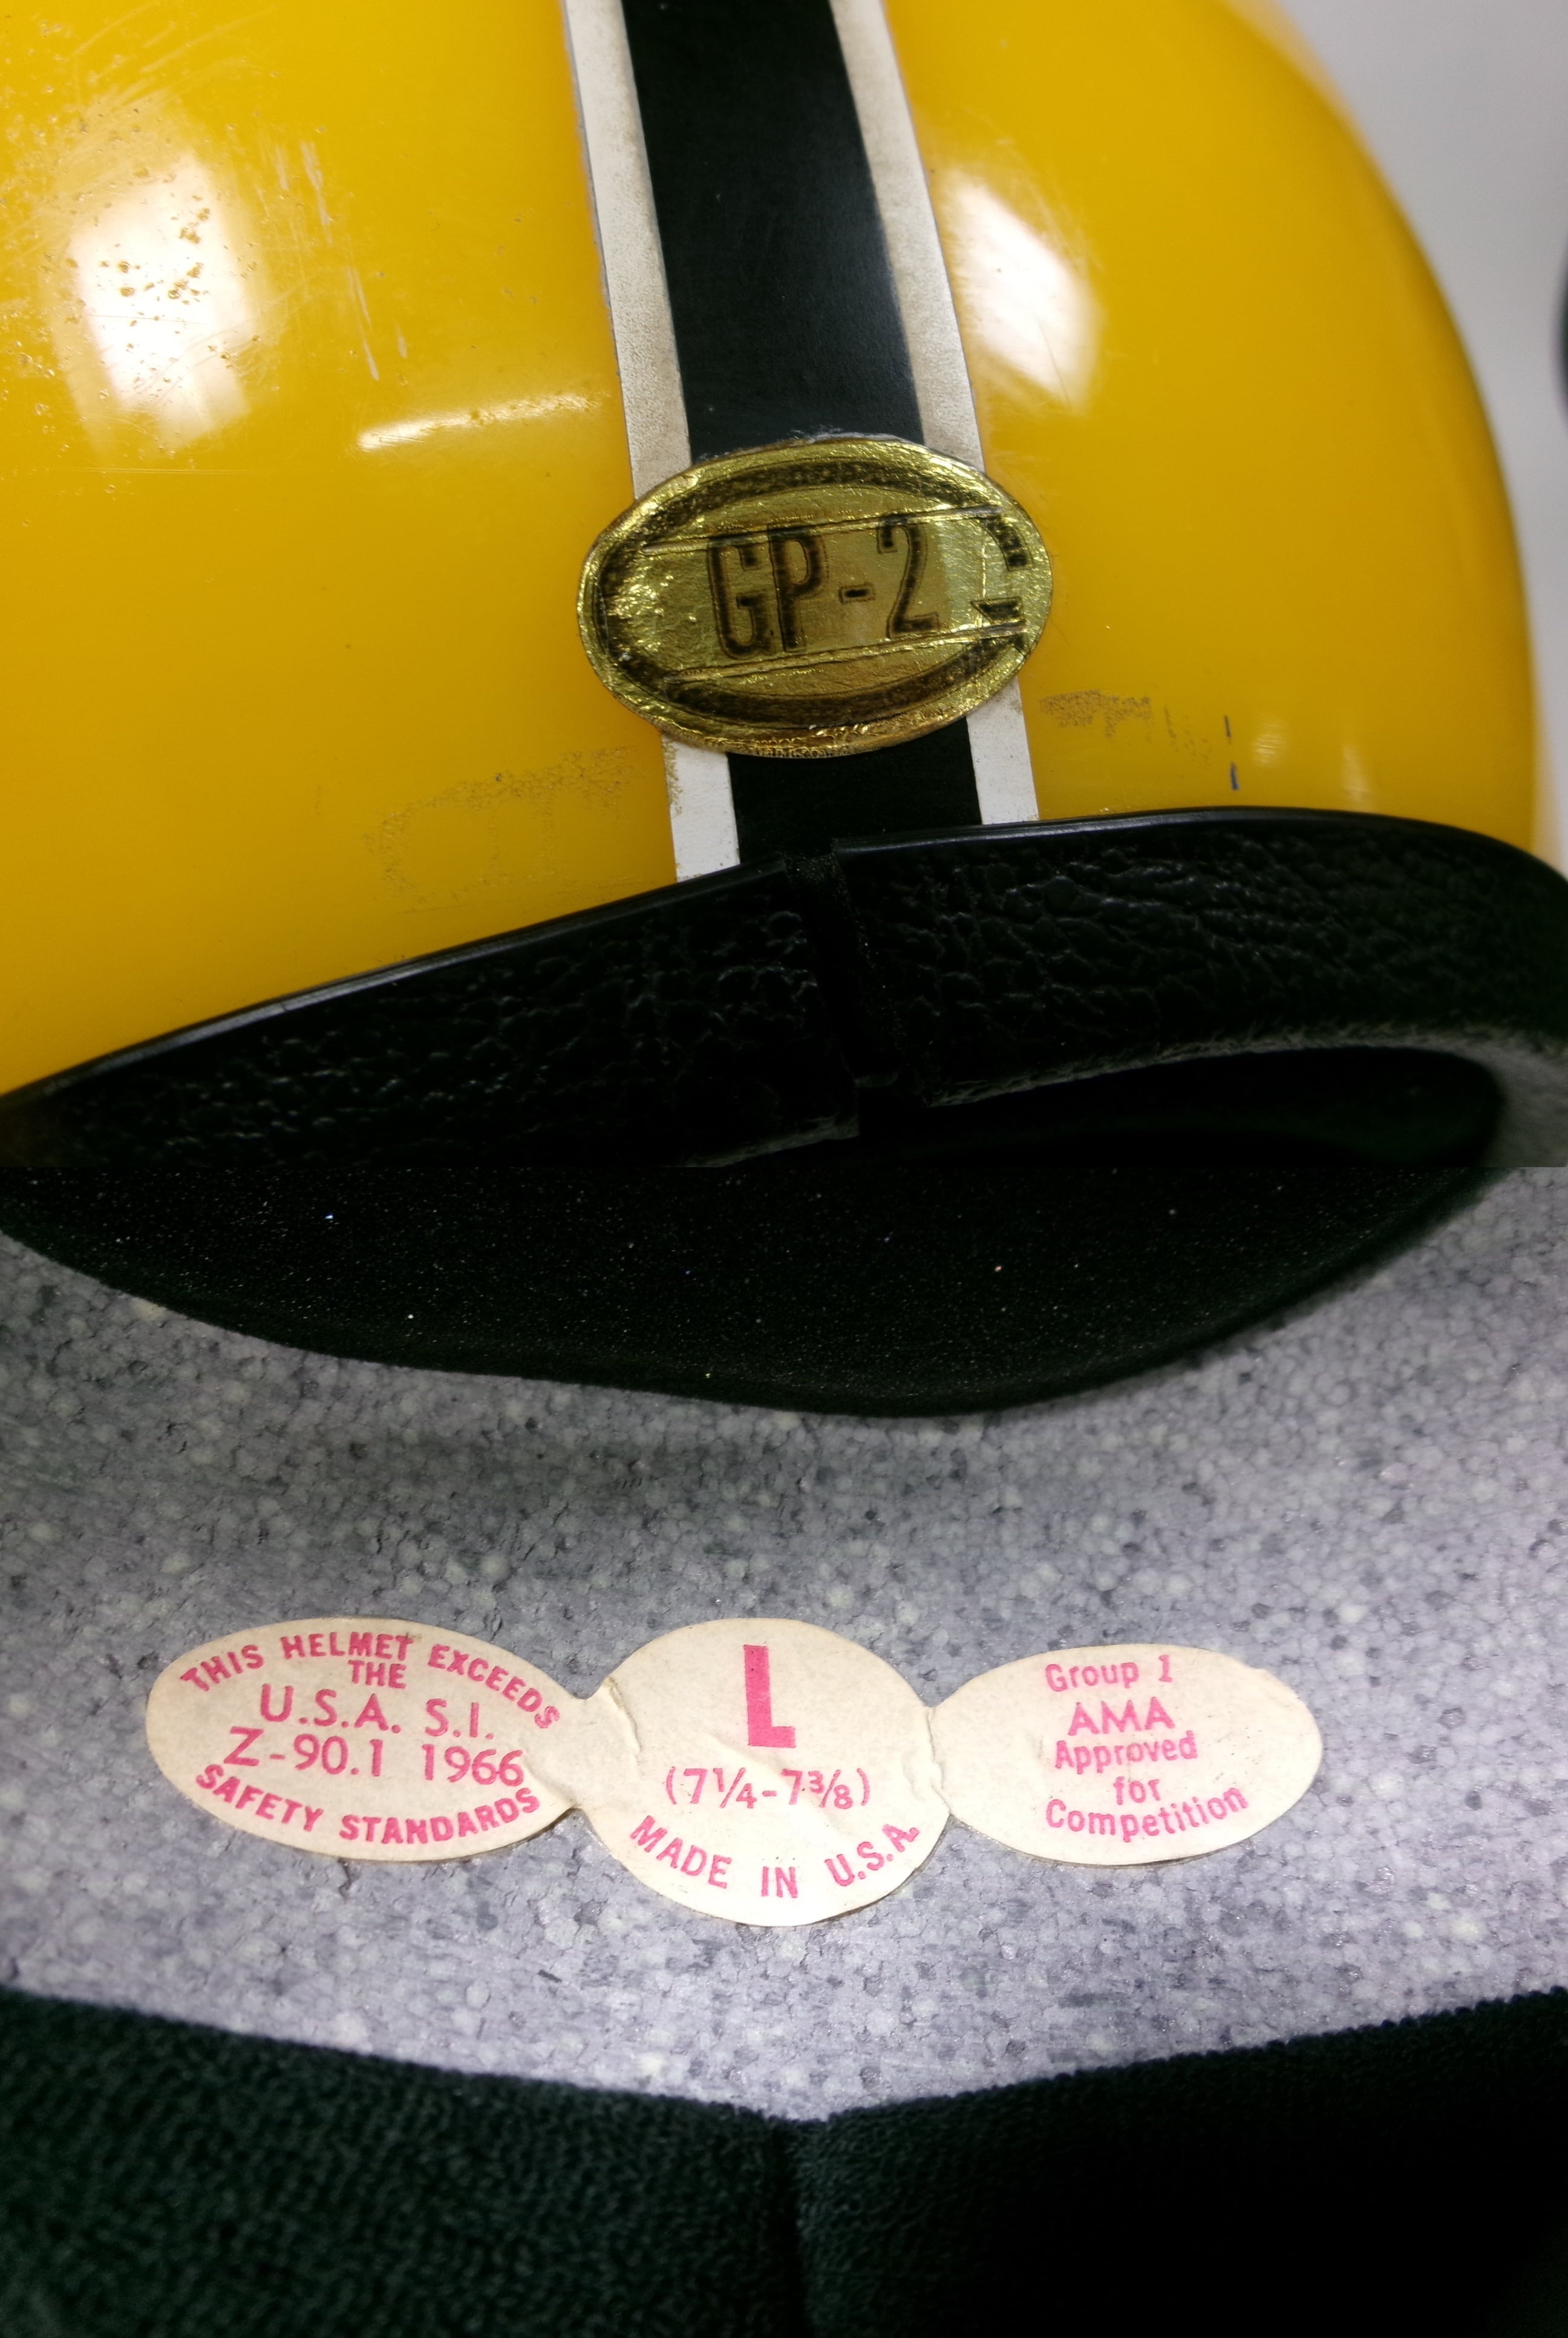 GP-2
THIS HELMET EXCEEDS
THE
U.S.A. S.I.
Z-90.1 1966
SAFETY STANDARDS
L
(7¼-7⅜)
MADE IN U.S.A.
Group 1
AMA
Approved
for
Competition